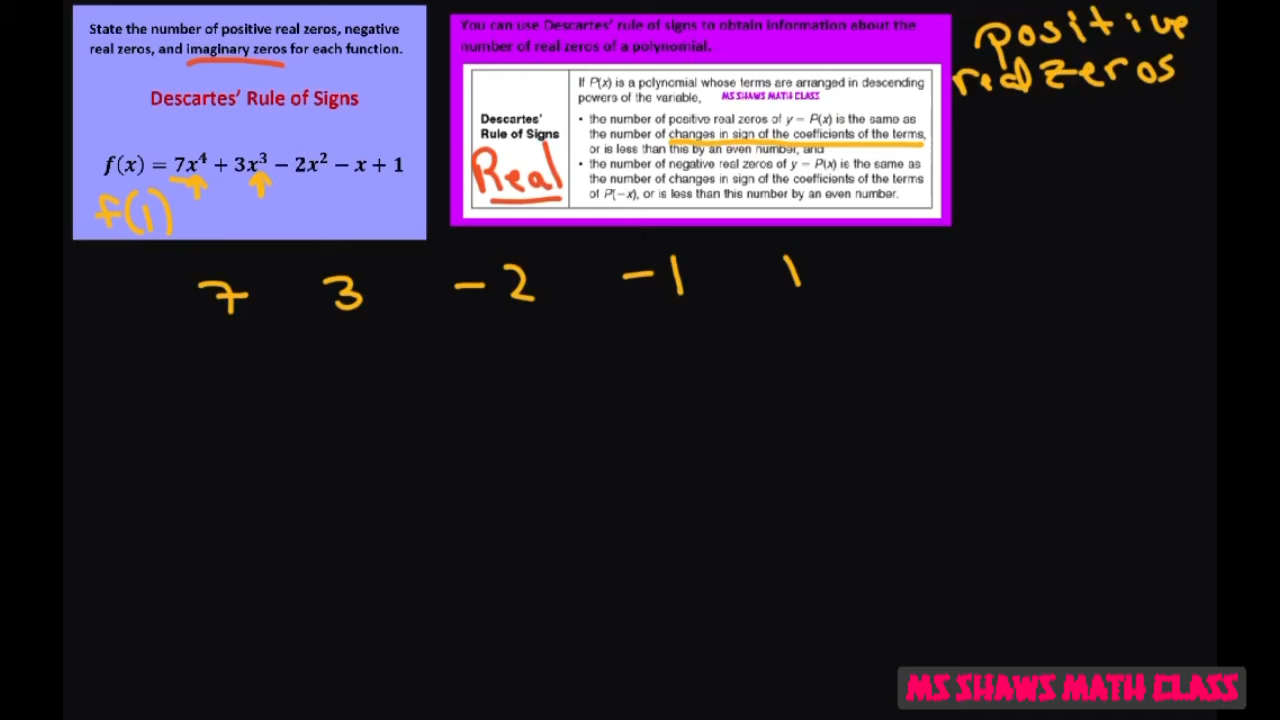 State the number of positive real zeros, negative
real zeros, and imaginary zeros for each function.
Descartes’ Rule of Signs
f(x) = 7x⁴ + 3x³ − 2x² − x + 1
f(1)
You can use Descartes’ rule of signs to obtain information about the
number of real zeros of a polynomial.
Descartes’
Rule of Signs
Real
If P(x) is a polynomial whose terms are arranged in descending
powers of the variable, MS SHAWS MATH CLASS
• the number of positive real zeros of y = P(x) is the same as
the number of changes in sign of the coefficients of the terms,
or is less than this by an even number, and
• the number of negative real zeros of y = P(x) is the same as
the number of changes in sign of the coefficients of the terms
of P(−x), or is less than this number by an even number.
positive
real zeros
7 3 −2 −1 1
MS SHAWS MATH CLASS